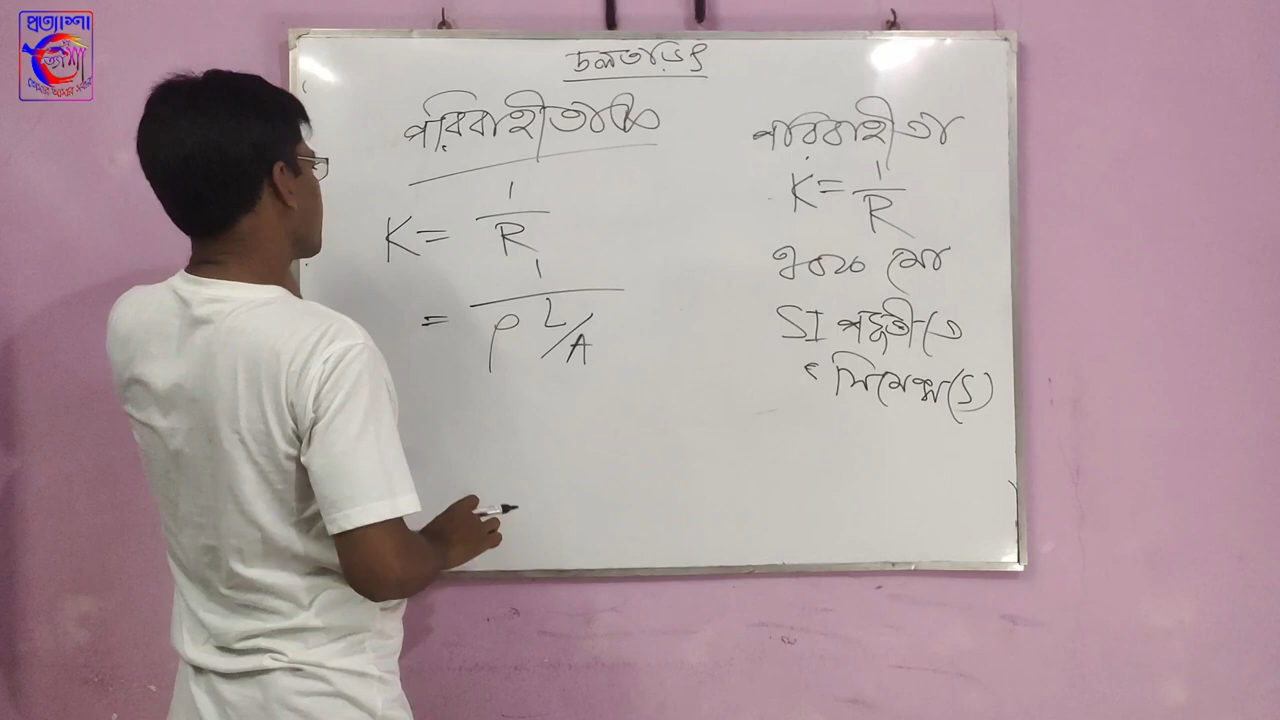 প্রত্যাশা
চলতড়িৎ
পরিবাহীতা
K = 1/R
= 1/(ρ L/A)
পরিবাহীতা
K = 1/R
একক মো
SI পদ্ধতীতে
সিমেন্স (S)